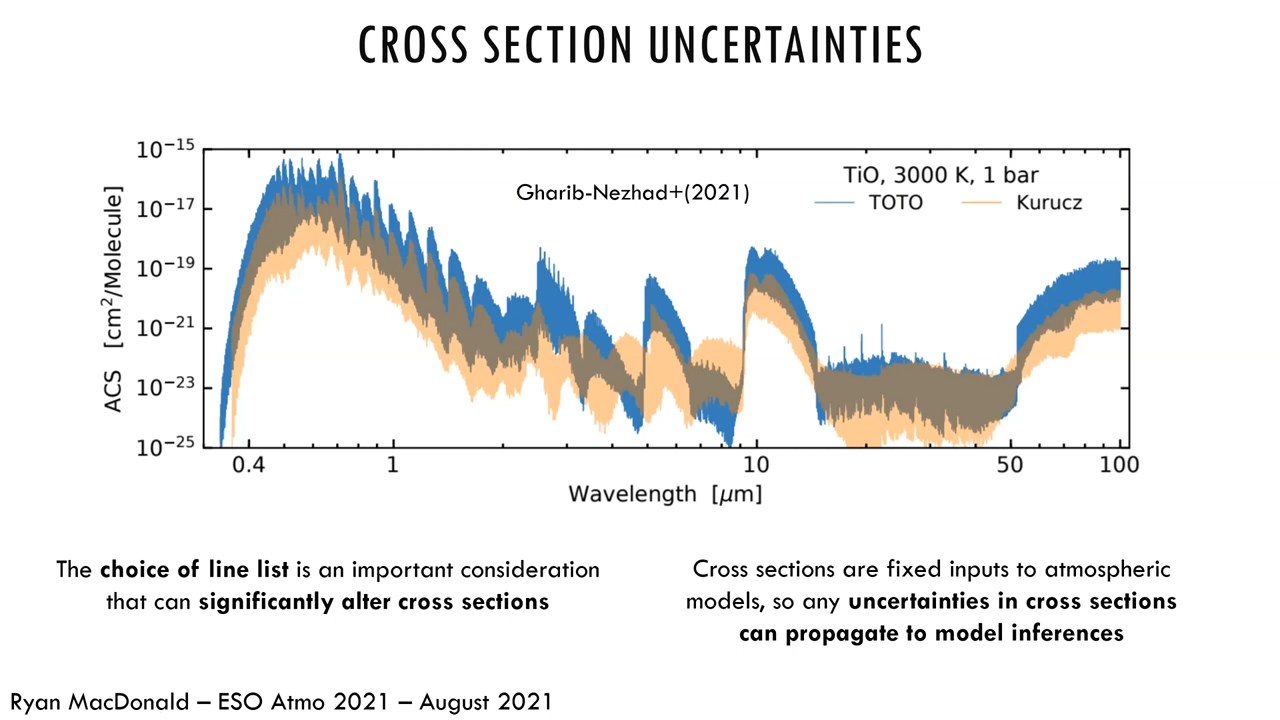 CROSS SECTION UNCERTAINTIES
10⁻¹⁵
10⁻¹⁷
10⁻¹⁹
10⁻²¹
10⁻²³
10⁻²⁵
ACS [cm²/Molecule]
Gharib-Nezhad+(2021)
TiO, 3000 K, 1 bar
TOTO Kurucz
0.4 1 10 50 100
Wavelength [μm]
The choice of line list is an important consideration
that can significantly alter cross sections
Cross sections are fixed inputs to atmospheric
models, so any uncertainties in cross sections
can propagate to model inferences
Ryan MacDonald – ESO Atmo 2021 – August 2021